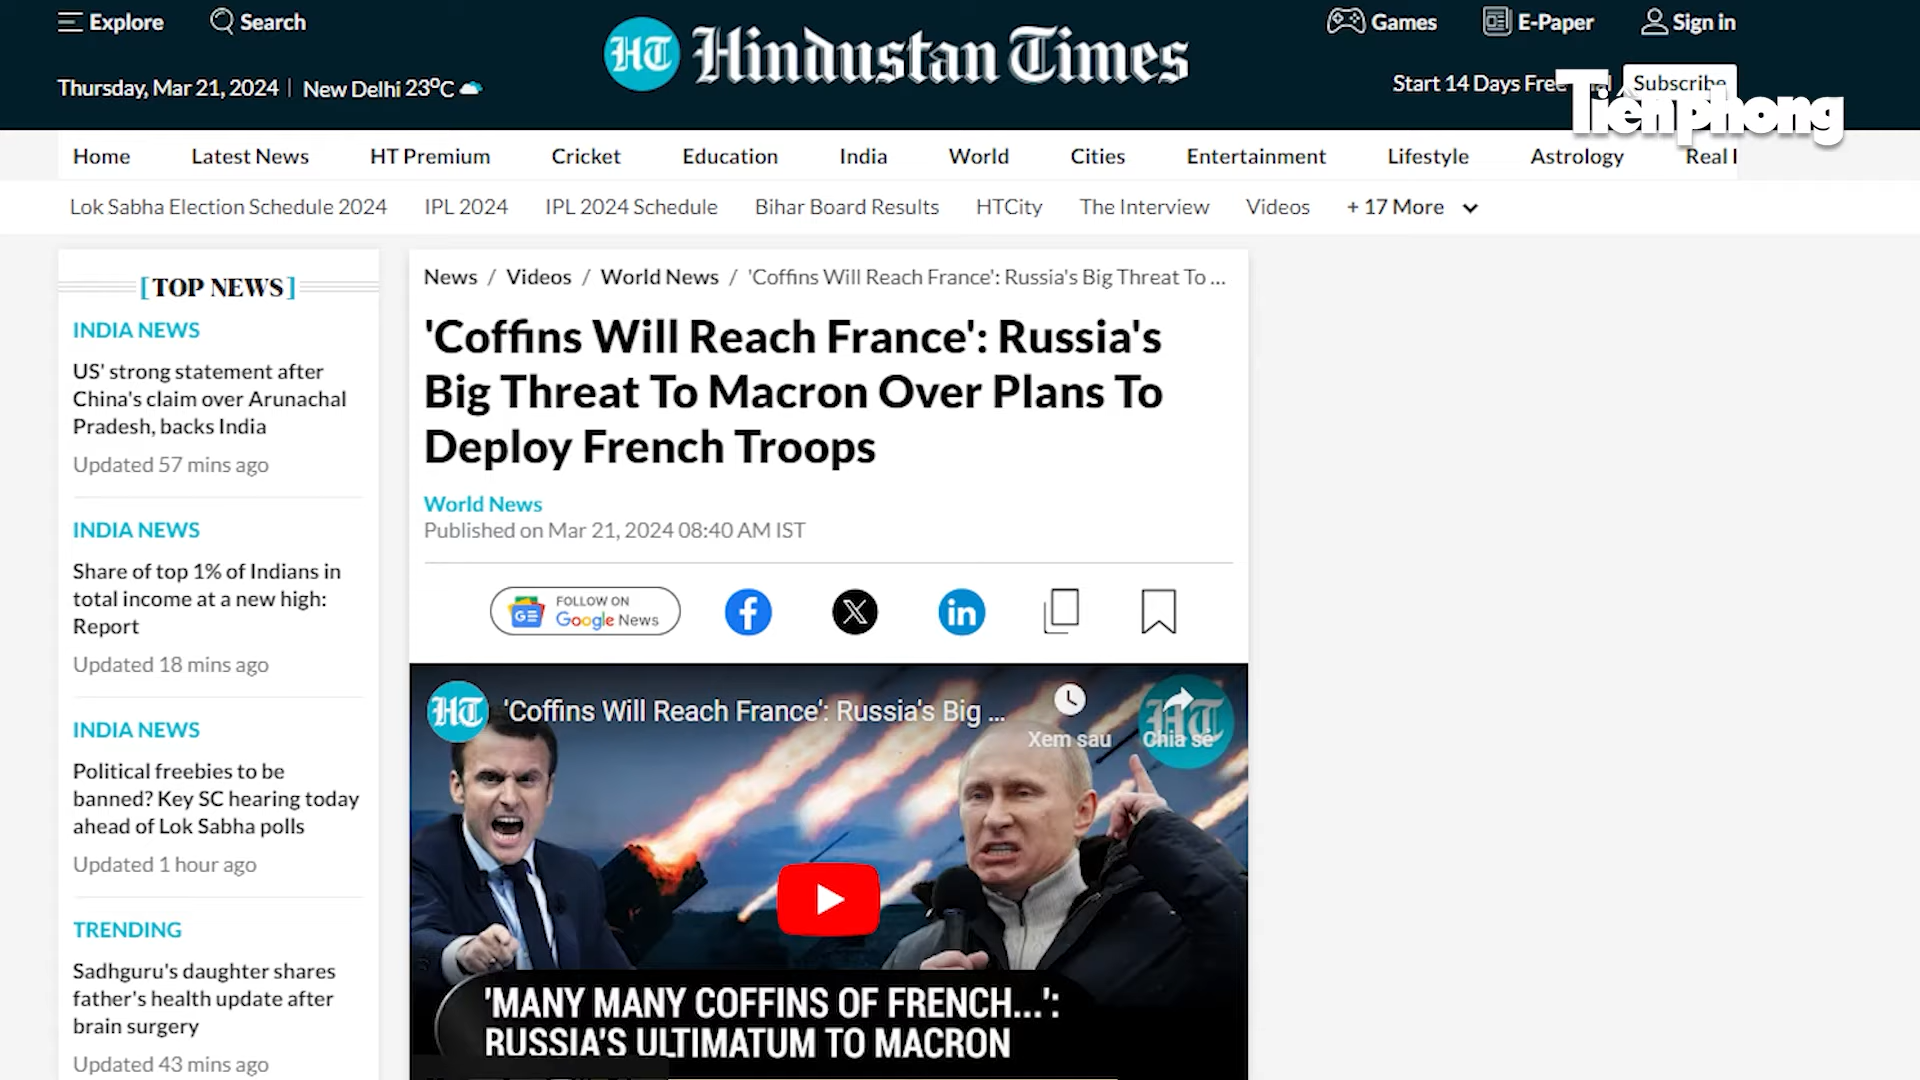 Explore
Search
Games
E-Paper
Sign in
HT Hindustan Times
Thursday, Mar 21, 2024
New Delhi 23°C
Start 14 Days Free
Subscribe
Tiềnphong
Home
Latest News
HT Premium
Cricket
Education
India
World
Cities
Entertainment
Lifestyle
Astrology
Real
Lok Sabha Election Schedule 2024
IPL 2024
IPL 2024 Schedule
Bihar Board Results
HTCity
The Interview
Videos
+ 17 More
[TOP NEWS]
INDIA NEWS
US' strong statement after
China's claim over Arunachal
Pradesh, backs India
Updated 57 mins ago
INDIA NEWS
Share of top 1% of Indians in
total income at a new high:
Report
Updated 18 mins ago
INDIA NEWS
Political freebies to be
banned? Key SC hearing today
ahead of Lok Sabha polls
Updated 1 hour ago
TRENDING
Sadhguru's daughter shares
father's health update after
brain surgery
Updated 43 mins ago
News / Videos / World News / 'Coffins Will Reach France': Russia's Big Threat To ...
'Coffins Will Reach France': Russia's
Big Threat To Macron Over Plans To
Deploy French Troops
World News
Published on Mar 21, 2024 08:40 AM IST
FOLLOW ON
Google News
HT
'Coffins Will Reach France': Russia's Big ...
Xem sau
Chia sẻ
HT
'MANY MANY COFFINS OF FRENCH...':
RUSSIA'S ULTIMATUM TO MACRON